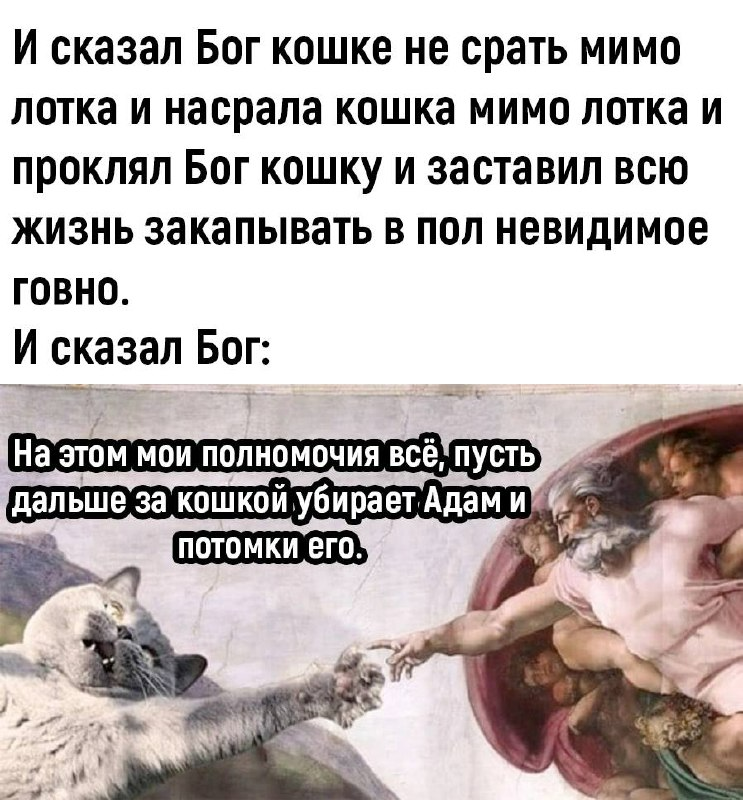 И сказал Бог кошке не срать мимо
лотка и насрала кошка мимо лотка и
проклял Бог кошку и заставил всю
жизнь закапывать в пол невидимое
говно.
И сказал Бог:
На этом мои полномочия всё, пусть
дальше за кошкой убирает Адам и
потомки его.